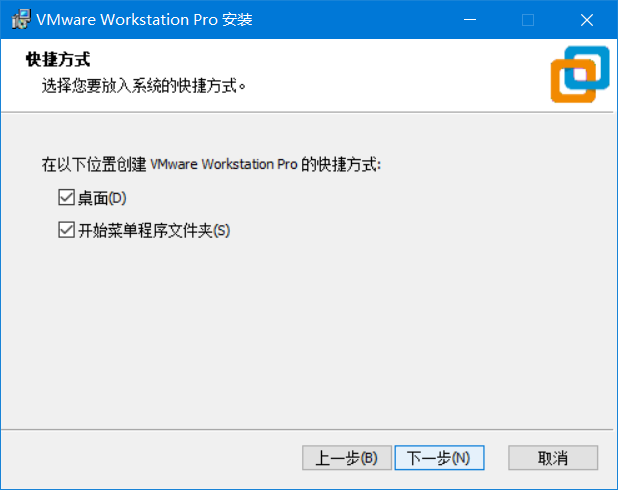 VMware Workstation Pro 安装
快捷方式
选择您要放入系统的快捷方式。
在以下位置创建 VMware Workstation Pro 的快捷方式:
桌面(D)
开始菜单程序文件夹(S)
上一步(B) 下一步(N) 取消